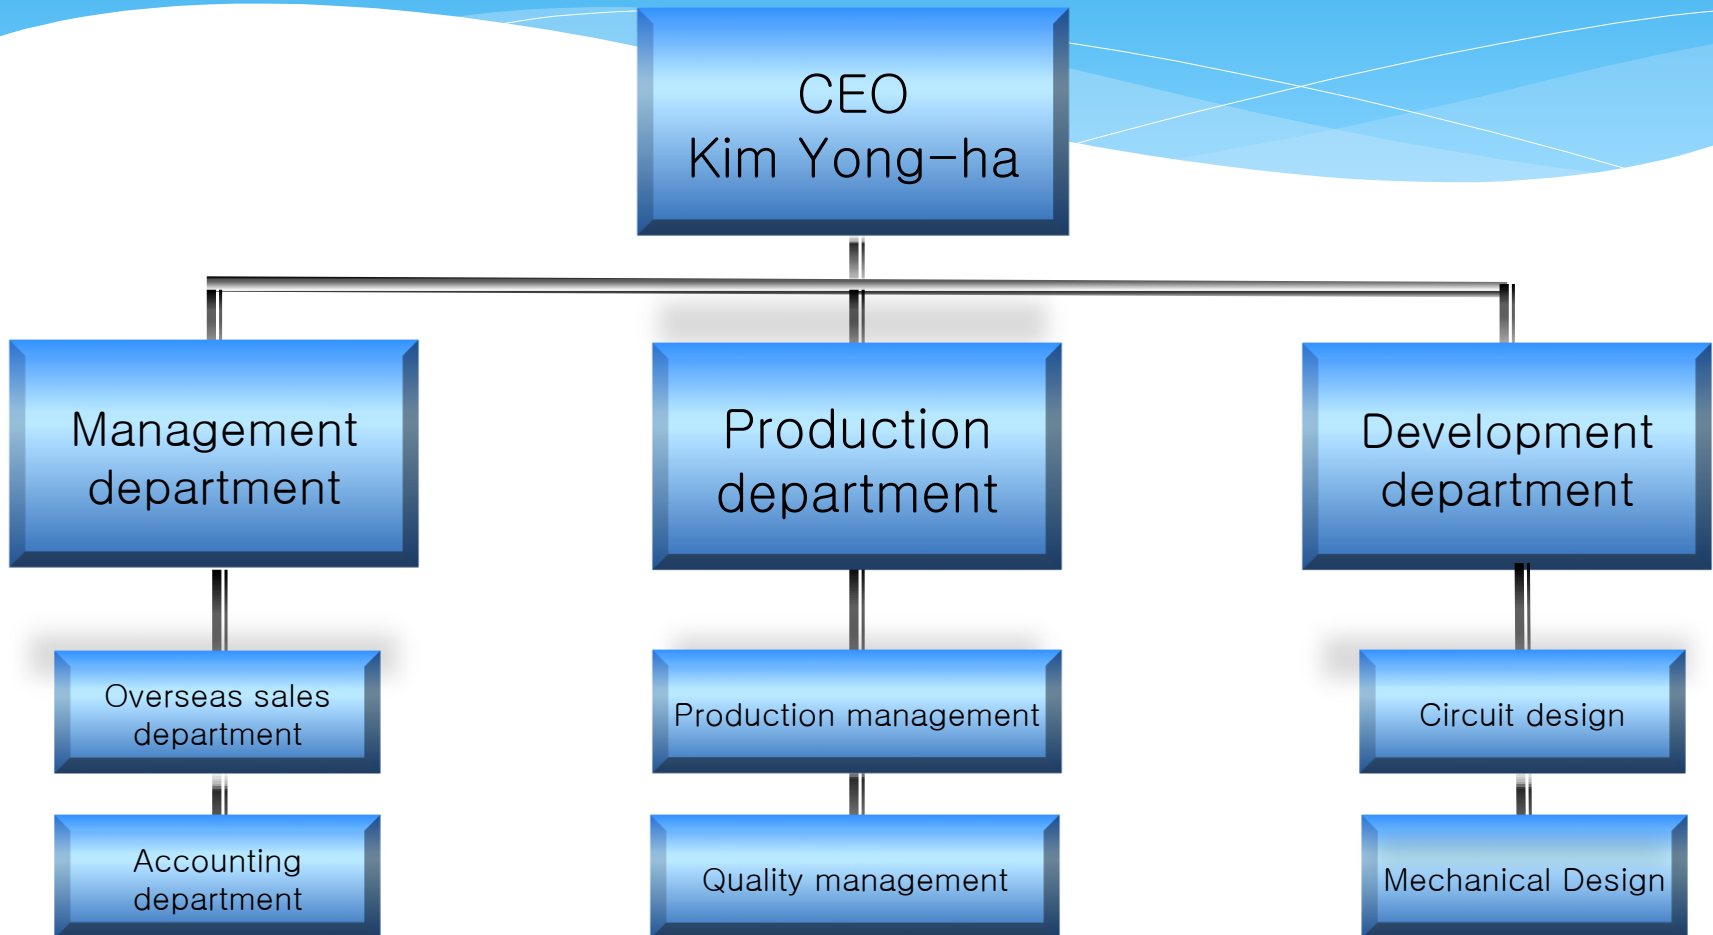 CEO
Kim Yong-ha
Management
department
Production
department
Development
department
Overseas sales
department
Production management
Circuit design
Accounting
department
Quality management
Mechanical Design